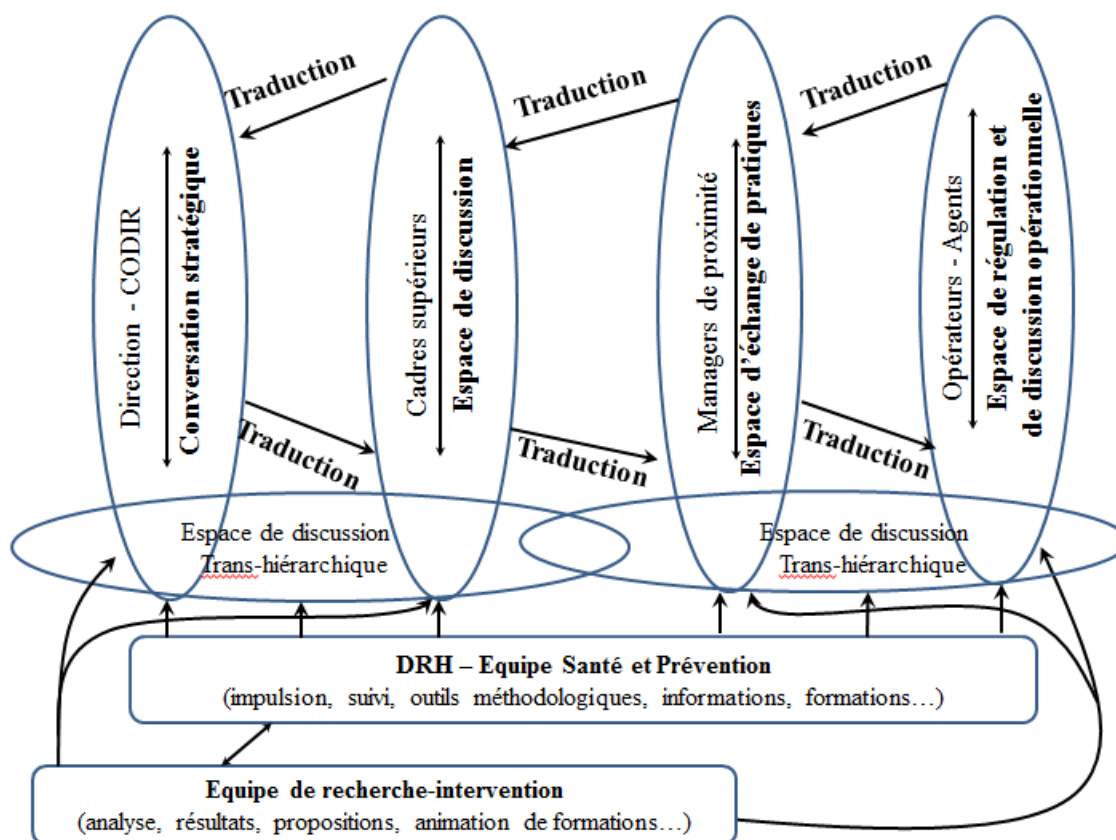 Traduction
Traduction
Traduction
Direction - CODIR
Conversation stratégique
Cadres supérieurs
Espace de discussion
Managers de proximité
Espace d'échange de pratiques
Opérateurs - Agents
Espace de régulation et
de discussion opérationnelle
Traduction
Traduction
Traduction
Espace de discussion
Trans-hiérarchique
Espace de discussion
Trans-hiérarchique
DRH – Equipe Santé et Prévention
(impulsion, suivi, outils méthodologiques, informations, formations…)
Equipe de recherche-intervention
(analyse, résultats, propositions, animation de formations…)